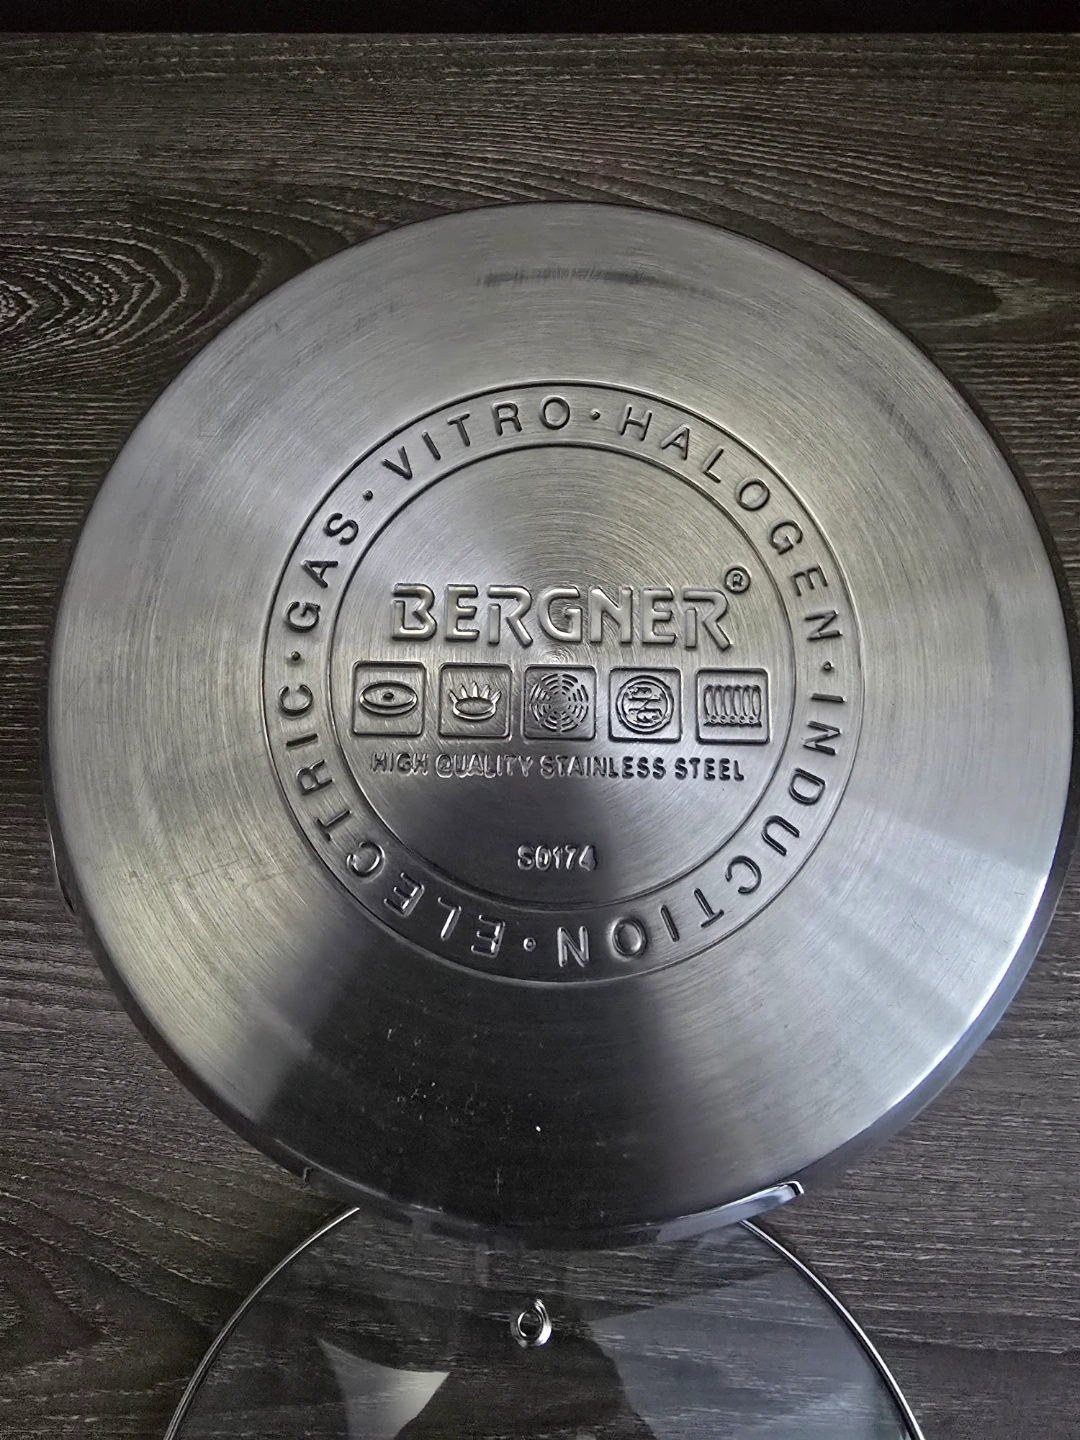 VITRO · HALOGEN · INDUCTION · ELECTRIC · GAS ·
BERGNER®
HIGH QUALITY STAINLESS STEEL
S0174